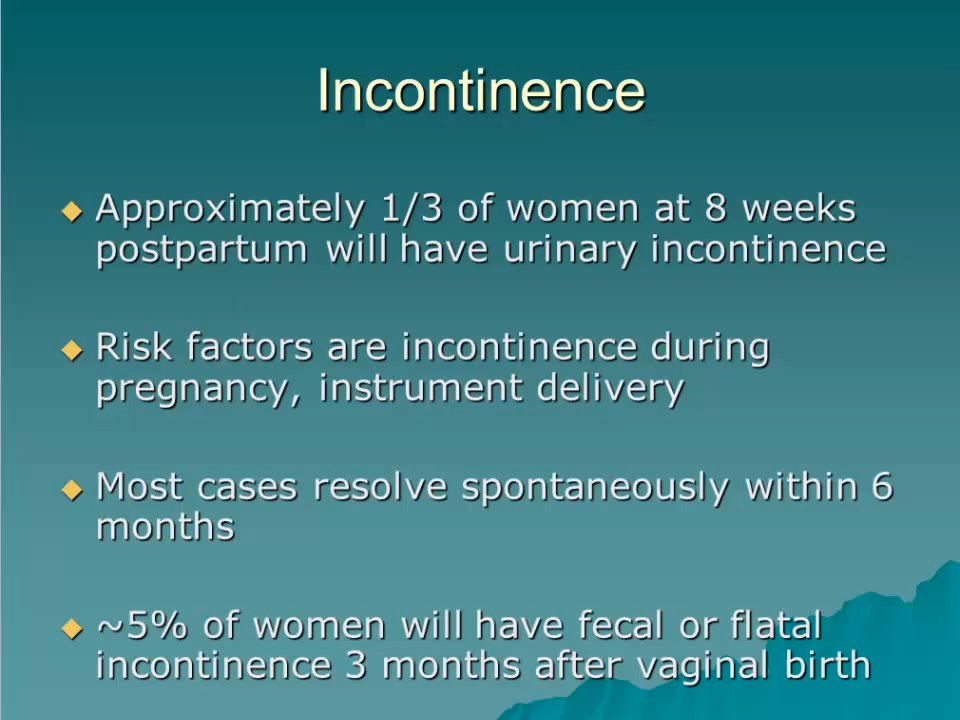 Incontinence
Approximately 1/3 of women at 8 weeks
postpartum will have urinary incontinence
Risk factors are incontinence during
pregnancy, instrument delivery
Most cases resolve spontaneously within 6
months
~5% of women will have fecal or flatal
incontinence 3 months after vaginal birth